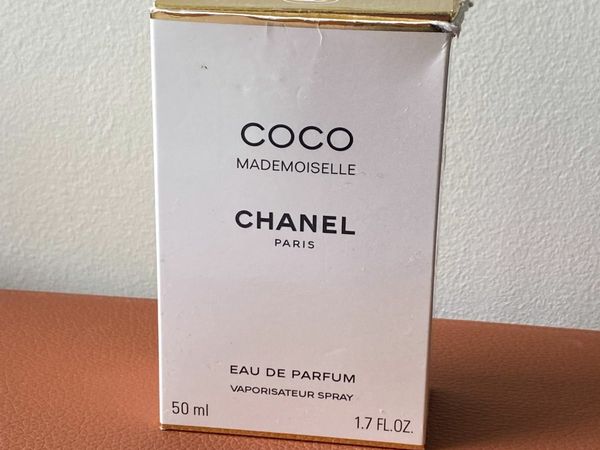 COCO
MADEMOISELLE
CHANEL
PARIS
EAU DE PARFUM
VAPORISATEUR SPRAY
50 ml 1.7 FL.OZ.